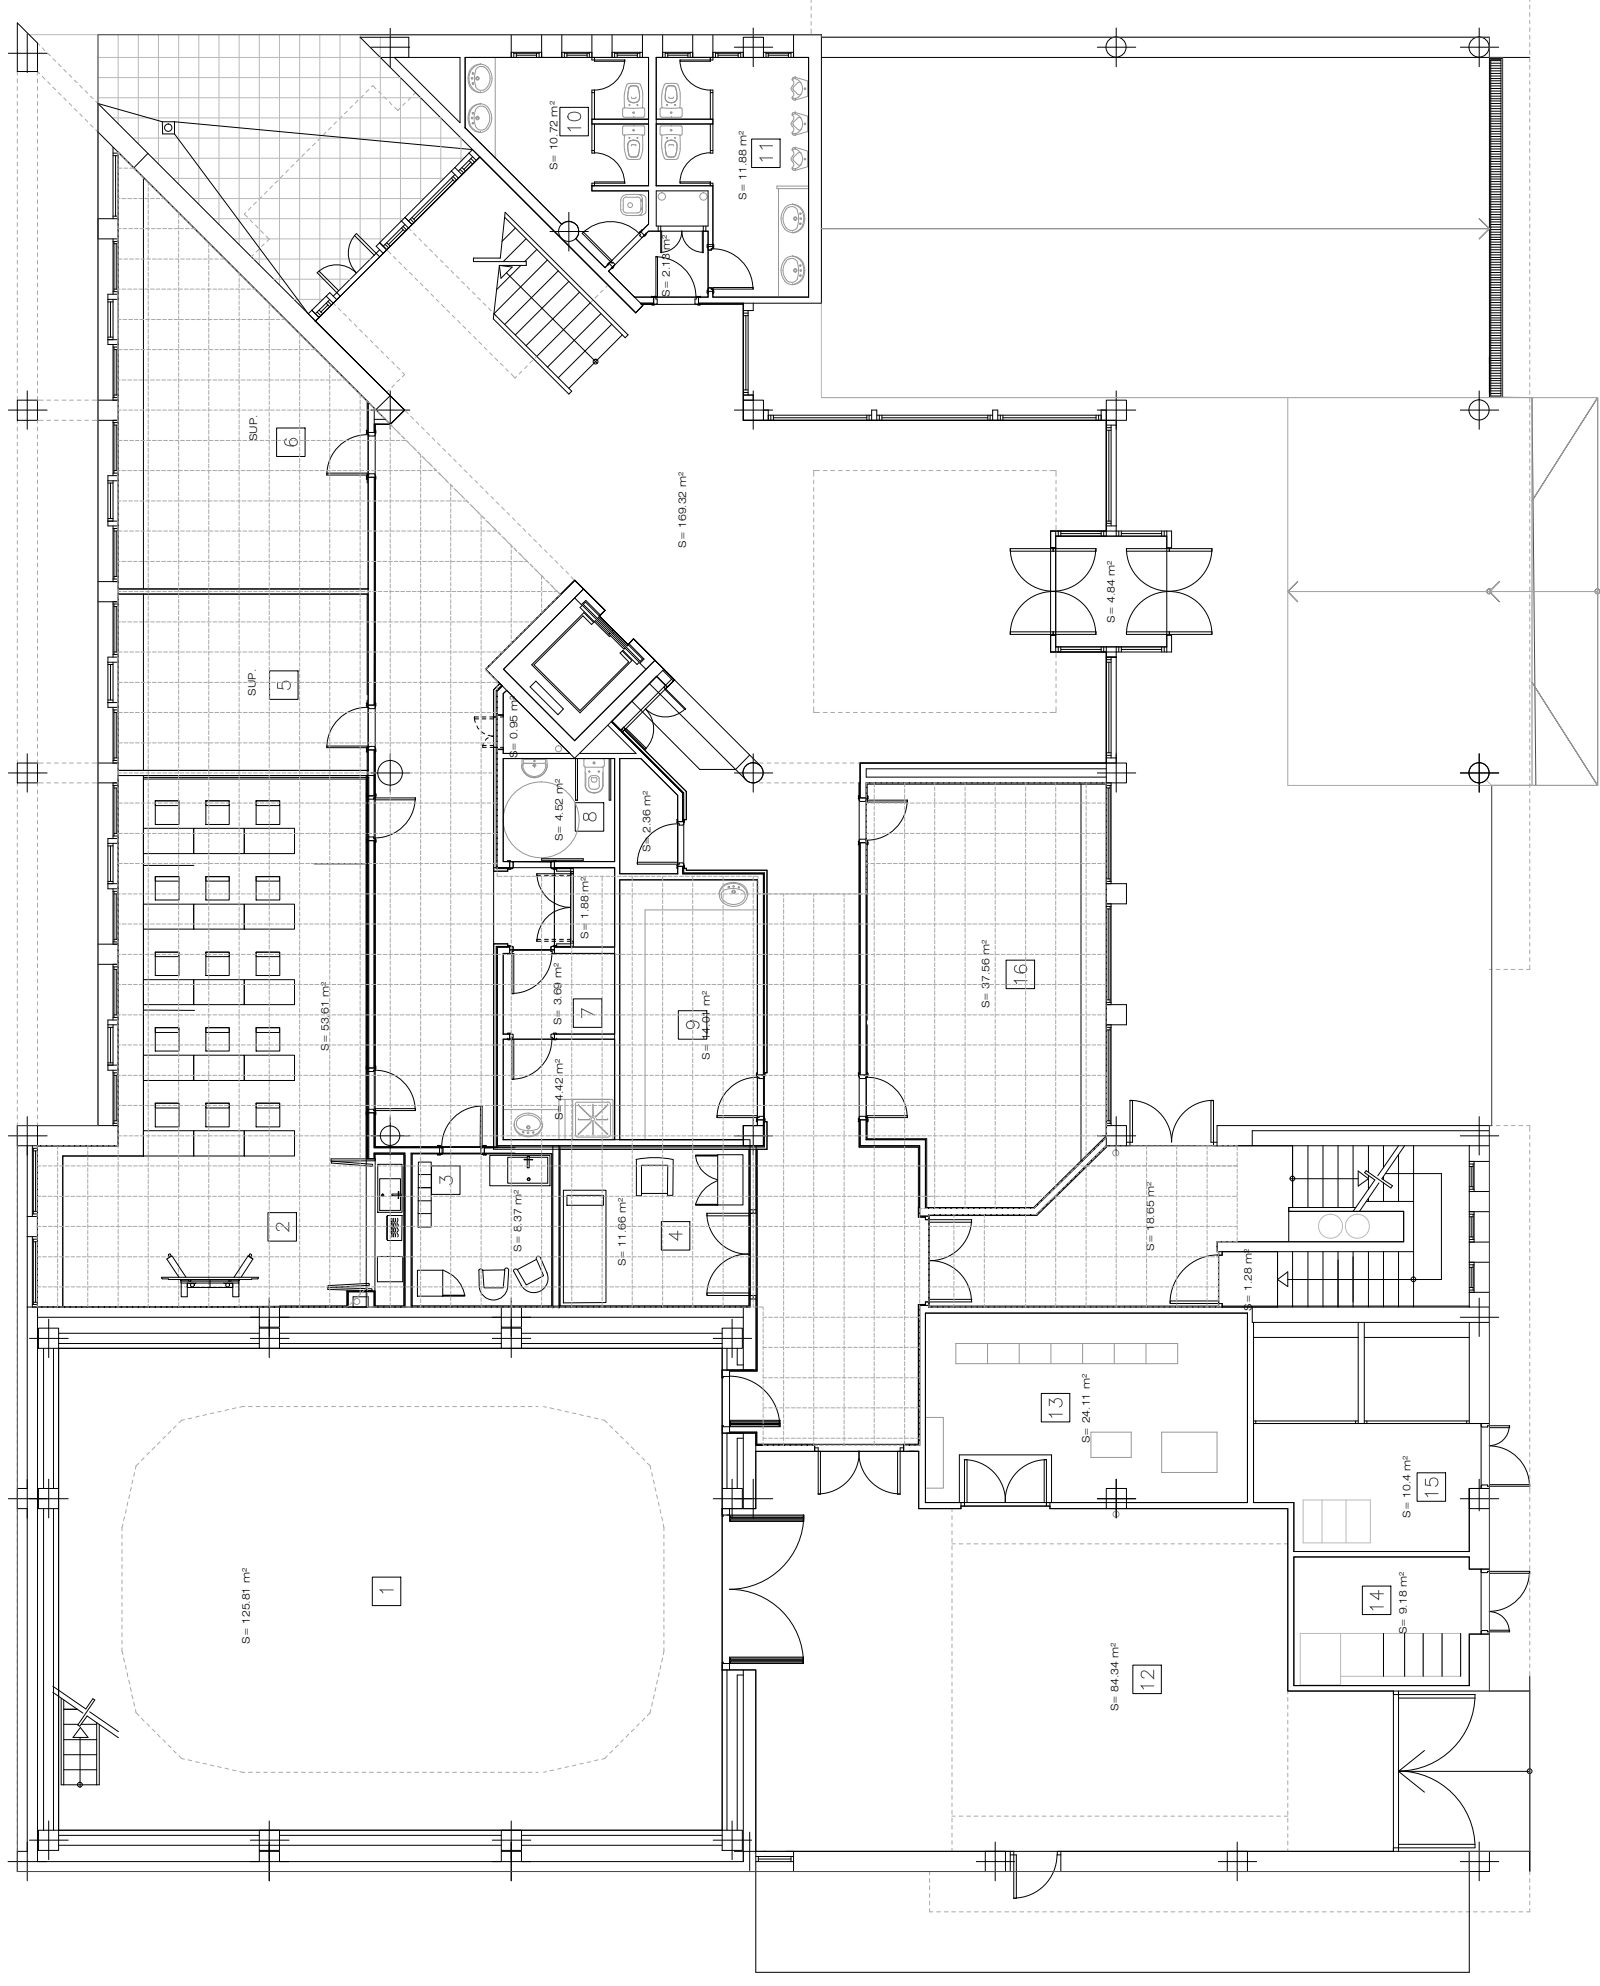 S= 10.72 m²
10
S= 11.88 m²
11
S= 2.18 m²
SUP.
6
S= 169.32 m²
S= 4.84 m²
SUP.
5
S= 0.95 m²
S= 4.52 m²
8
S= 2.36 m²
S= 1.88 m²
S= 53.61 m²
S= 3.69 m²
7
9
S= 14.01 m²
S= 37.56 m²
16
S= 4.42 m²
2
3
S= 8.37 m²
S= 11.66 m²
4
S= 18.65 m²
S= 1.28 m²
13
S= 24.11 m²
S= 10.4 m²
15
S= 125.81 m²
1
14
S= 9.18 m²
S= 84.34 m²
12